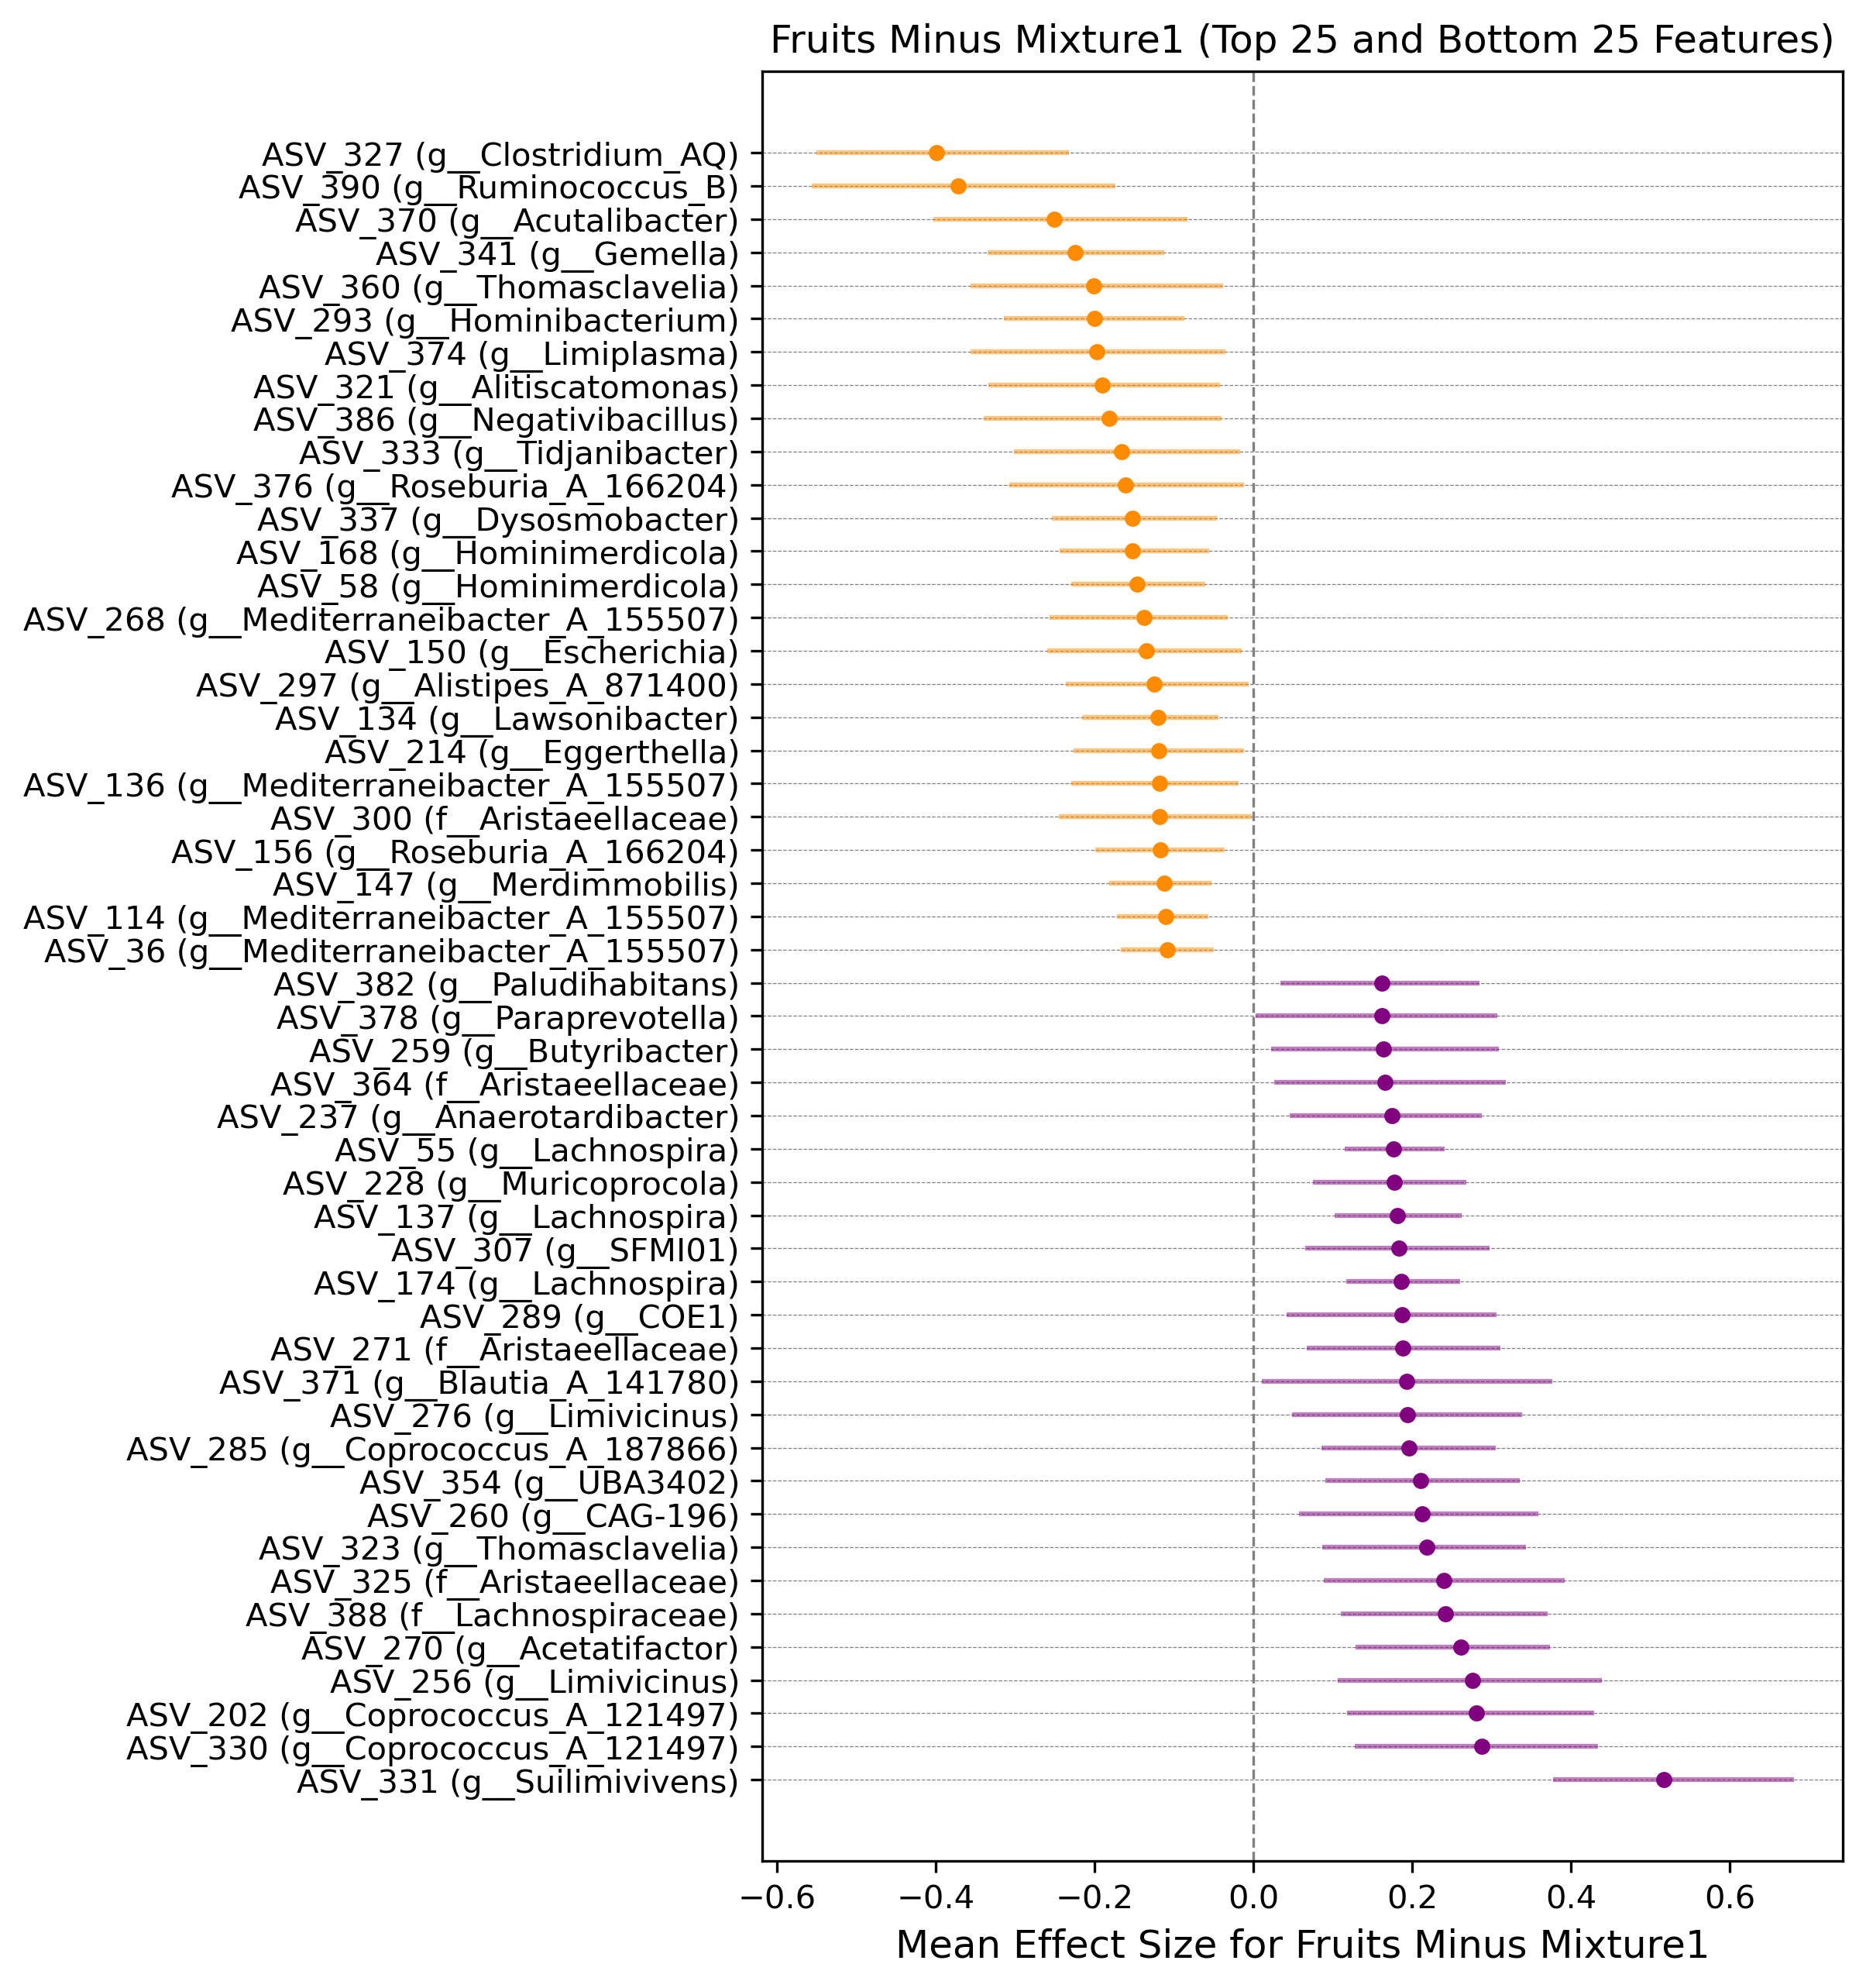 Fruits Minus Mixture1 (Top 25 and Bottom 25 Features)
ASV_327 (g__Clostridium_AQ)
ASV_390 (g__Ruminococcus_B)
ASV_370 (g__Acutalibacter)
ASV_341 (g__Gemella)
ASV_360 (g__Thomasclavelia)
ASV_293 (g__Hominibacterium)
ASV_374 (g__Limiplasma)
ASV_321 (g__Alitiscatomonas)
ASV_386 (g__Negativibacillus)
ASV_333 (g__Tidjanibacter)
ASV_376 (g__Roseburia_A_166204)
ASV_337 (g__Dysosmobacter)
ASV_168 (g__Hominimerdicola)
ASV_58 (g__Hominimerdicola)
ASV_268 (g__Mediterraneibacter_A_155507)
ASV_150 (g__Escherichia)
ASV_297 (g__Alistipes_A_871400)
ASV_134 (g__Lawsonibacter)
ASV_214 (g__Eggerthella)
ASV_136 (g__Mediterraneibacter_A_155507)
ASV_300 (f__Aristaeellaceae)
ASV_156 (g__Roseburia_A_166204)
ASV_147 (g__Merdimmobilis)
ASV_114 (g__Mediterraneibacter_A_155507)
ASV_36 (g__Mediterraneibacter_A_155507)
ASV_382 (g__Paludihabitans)
ASV_378 (g__Paraprevotella)
ASV_259 (g__Butyribacter)
ASV_364 (f__Aristaeellaceae)
ASV_237 (g__Anaerotardibacter)
ASV_55 (g__Lachnospira)
ASV_228 (g__Muricoprocola)
ASV_137 (g__Lachnospira)
ASV_307 (g__SFMI01)
ASV_174 (g__Lachnospira)
ASV_289 (g__COE1)
ASV_271 (f__Aristaeellaceae)
ASV_371 (g__Blautia_A_141780)
ASV_276 (g__Limivicinus)
ASV_285 (g__Coprococcus_A_187866)
ASV_354 (g__UBA3402)
ASV_260 (g__CAG-196)
ASV_323 (g__Thomasclavelia)
ASV_325 (f__Aristaeellaceae)
ASV_388 (f__Lachnospiraceae)
ASV_270 (g__Acetatifactor)
ASV_256 (g__Limivicinus)
ASV_202 (g__Coprococcus_A_121497)
ASV_330 (g__Coprococcus_A_121497)
ASV_331 (g__Suilimivivens)
−0.6 −0.4 −0.2 0.0 0.2 0.4 0.6
Mean Effect Size for Fruits Minus Mixture1